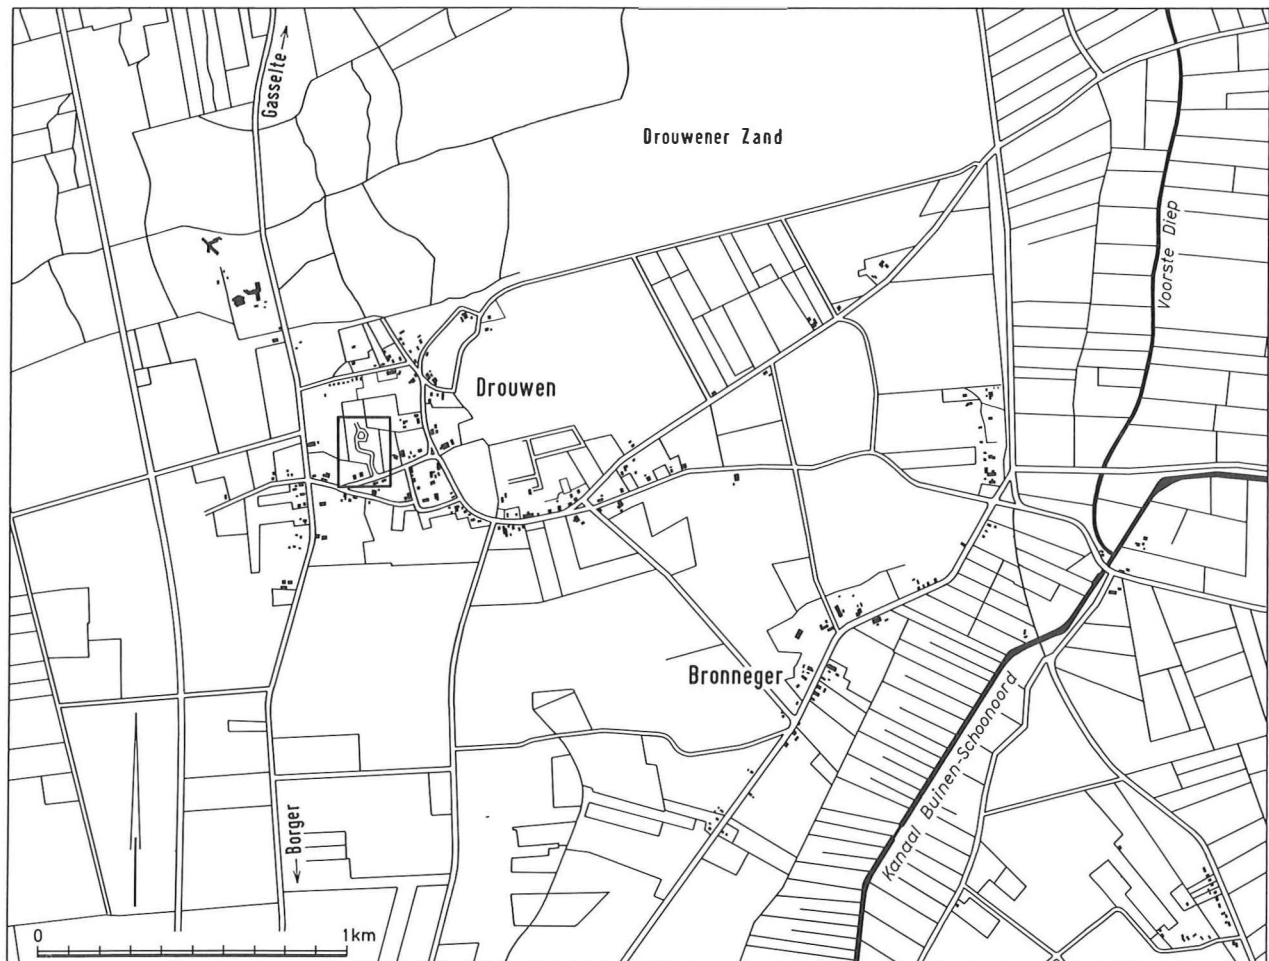 Gasselte
Drouwener Zand
Voorste Diep
Drouwen
Bronneger
Kanaal Buinen-Schoonoord
Borger
0 1km